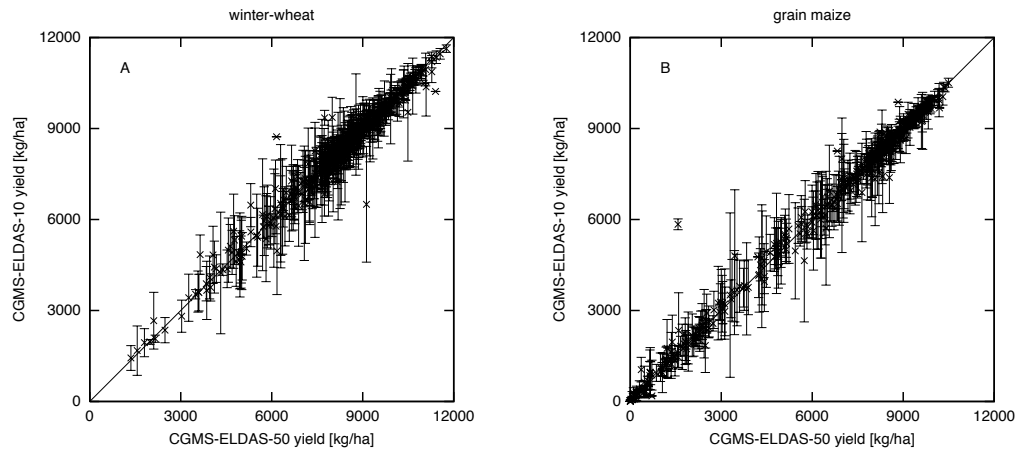 winter-wheat
12000
9000
6000
3000
0
A
CGMS-ELDAS-10 yield [kg/ha]
0 3000 6000 9000 12000
CGMS-ELDAS-50 yield [kg/ha]
grain maize
12000
9000
6000
3000
0
B
CGMS-ELDAS-10 yield [kg/ha]
0 3000 6000 9000 12000
CGMS-ELDAS-50 yield [kg/ha]